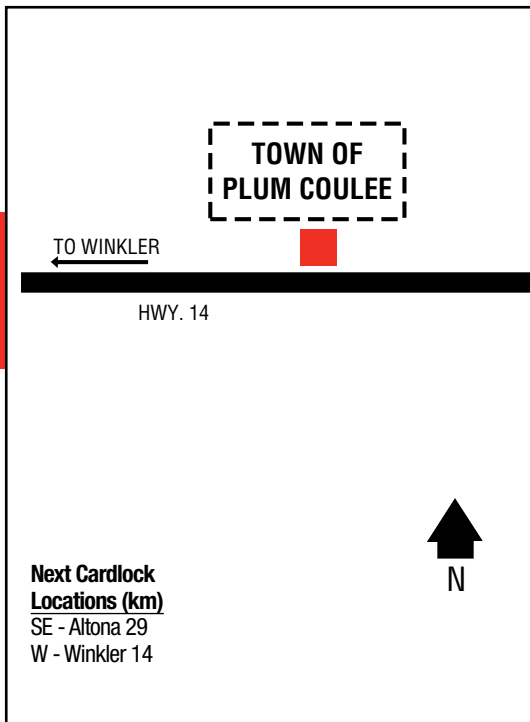 TOWN OF
PLUM COULEE
TO WINKLER
HWY. 14
N
Next Cardlock
Locations (km)
SE - Altona 29
W - Winkler 14